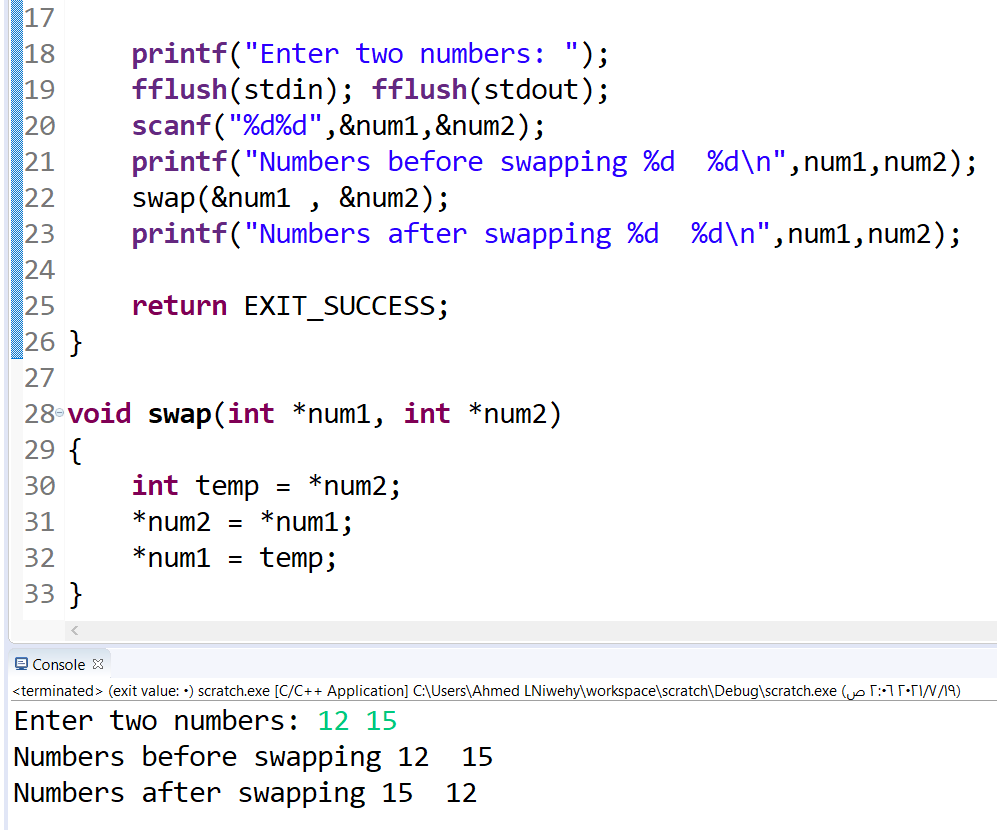 17
18     printf("Enter two numbers: ");
19     fflush(stdin); fflush(stdout);
20     scanf("%d%d",&num1,&num2);
21     printf("Numbers before swapping %d  %d\n",num1,num2);
22     swap(&num1 , &num2);
23     printf("Numbers after swapping %d  %d\n",num1,num2);
24
25     return EXIT_SUCCESS;
26 }
27
28 void swap(int *num1, int *num2)
29 {
30     int temp = *num2;
31     *num2 = *num1;
32     *num1 = temp;
33 }
Console
<terminated> (exit value: ٠) scratch.exe [C/C++ Application] C:\Users\Ahmed LNiwehy\workspace\scratch\Debug\scratch.exe (١٩‏/٧‏/٢٠٢١ ٢:٠٦ ص)
Enter two numbers: 12 15
Numbers before swapping 12  15
Numbers after swapping 15  12